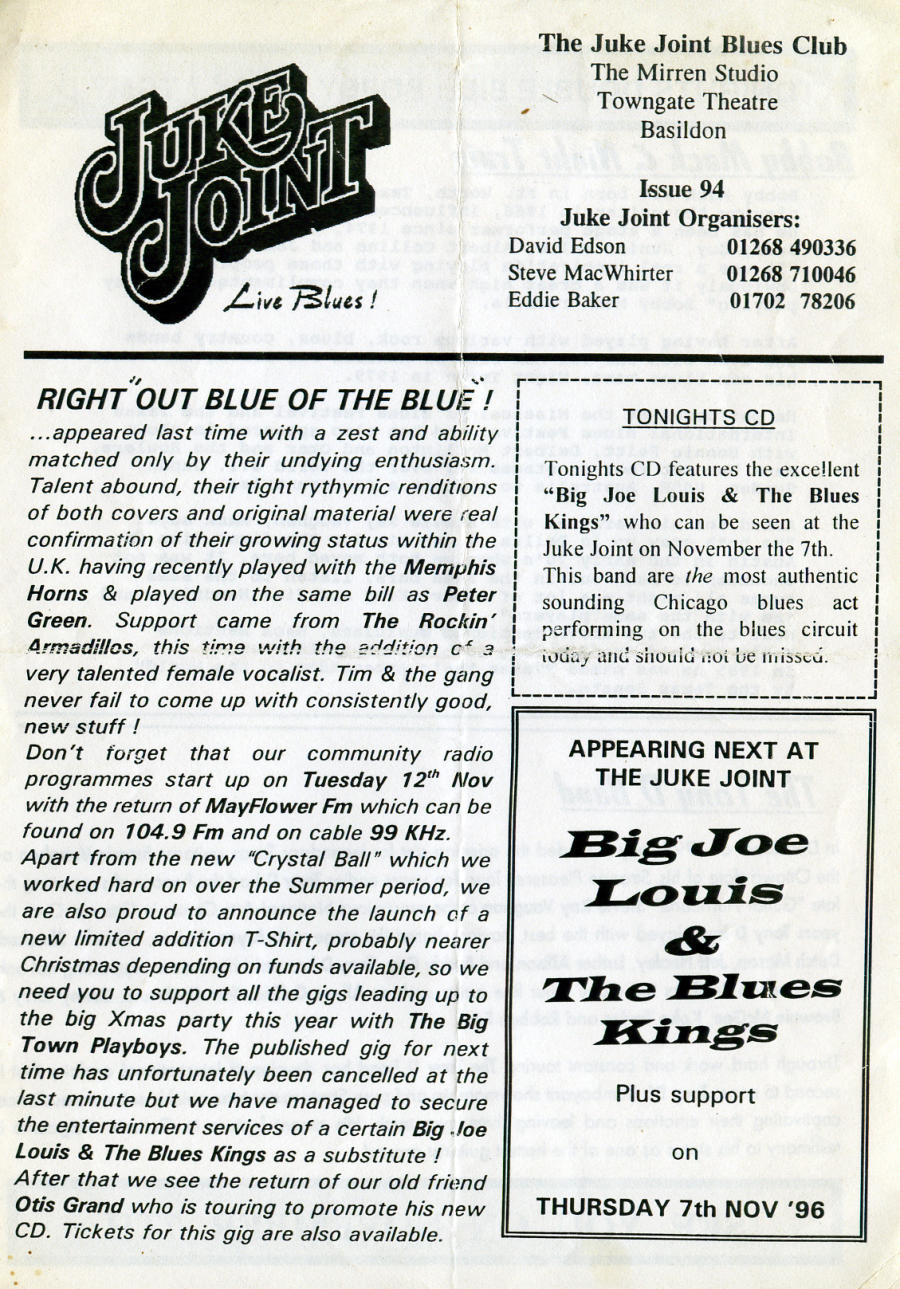 JUKE
JOINT
Live Blues!
The Juke Joint Blues Club
The Mirren Studio
Towngate Theatre
Basildon
Issue 94
Juke Joint Organisers:
David Edson 01268 490336
Steve MacWhirter 01268 710046
Eddie Baker 01702 78206
RIGHT "OUT BLUE OF THE BLUE" !
...appeared last time with a zest and ability
matched only by their undying enthusiasm.
Talent abound, their tight rythymic renditions
of both covers and original material were real
confirmation of their growing status within the
U.K. having recently played with the Memphis
Horns & played on the same bill as Peter
Green. Support came from The Rockin'
Armadillos, this time with the addition of a
very talented female vocalist. Tim & the gang
never fail to come up with consistently good,
new stuff !
Don't forget that our community radio
programmes start up on Tuesday 12th Nov
with the return of MayFlower Fm which can be
found on 104.9 Fm and on cable 99 KHz.
Apart from the new "Crystal Ball" which we
worked hard on over the Summer period, we
are also proud to announce the launch of a
new limited addition T-Shirt, probably nearer
Christmas depending on funds available, so we
need you to support all the gigs leading up to
the big Xmas party this year with The Big
Town Playboys. The published gig for next
time has unfortunately been cancelled at the
last minute but we have managed to secure
the entertainment services of a certain Big Joe
Louis & The Blues Kings as a substitute !
After that we see the return of our old friend
Otis Grand who is touring to promote his new
CD. Tickets for this gig are also available.
TONIGHTS CD
Tonights CD features the excellent
"Big Joe Louis & The Blues
Kings" who can be seen at the
Juke Joint on November the 7th.
This band are the most authentic
sounding Chicago blues act
performing on the blues circuit
today and should not be missed.
APPEARING NEXT AT
THE JUKE JOINT
Big Joe
Louis
&
The Blues
Kings
Plus support
on
THURSDAY 7th NOV '96